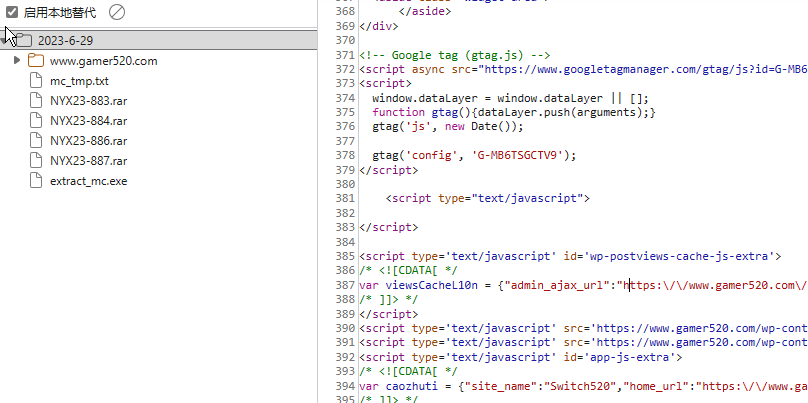 启用本地替代
2023-6-29
www.gamer520.com
mc_tmp.txt
NYX23-883.rar
NYX23-884.rar
NYX23-886.rar
NYX23-887.rar
extract_mc.exe
368 </aside>
369 </div>
370
371 <!-- Google tag (gtag.js) -->
372 <script async src="https://www.googletagmanager.com/gtag/js?id=G-MB6
373 <script>
374 window.dataLayer = window.dataLayer || [];
375 function gtag(){dataLayer.push(arguments);}
376 gtag('js', new Date());
377
378 gtag('config', 'G-MB6TSGCTV9');
379 </script>
380
381 <script type="text/javascript">
382
383 </script>
384
385 <script type='text/javascript' id='wp-postviews-cache-js-extra'>
386 /* <![CDATA[ */
387 var viewsCacheL10n = {"admin_ajax_url":"https:\/\/www.gamer520.com\/
388 /* ]]> */
389 </script>
390 <script type='text/javascript' src='https://www.gamer520.com/wp-cont
391 <script type='text/javascript' src='https://www.gamer520.com/wp-cont
392 <script type='text/javascript' id='app-js-extra'>
393 /* <![CDATA[ */
394 var caozhuti = {"site_name":"Switch520","home_url":"https:\/\/www.ga
395 /* ]]> */